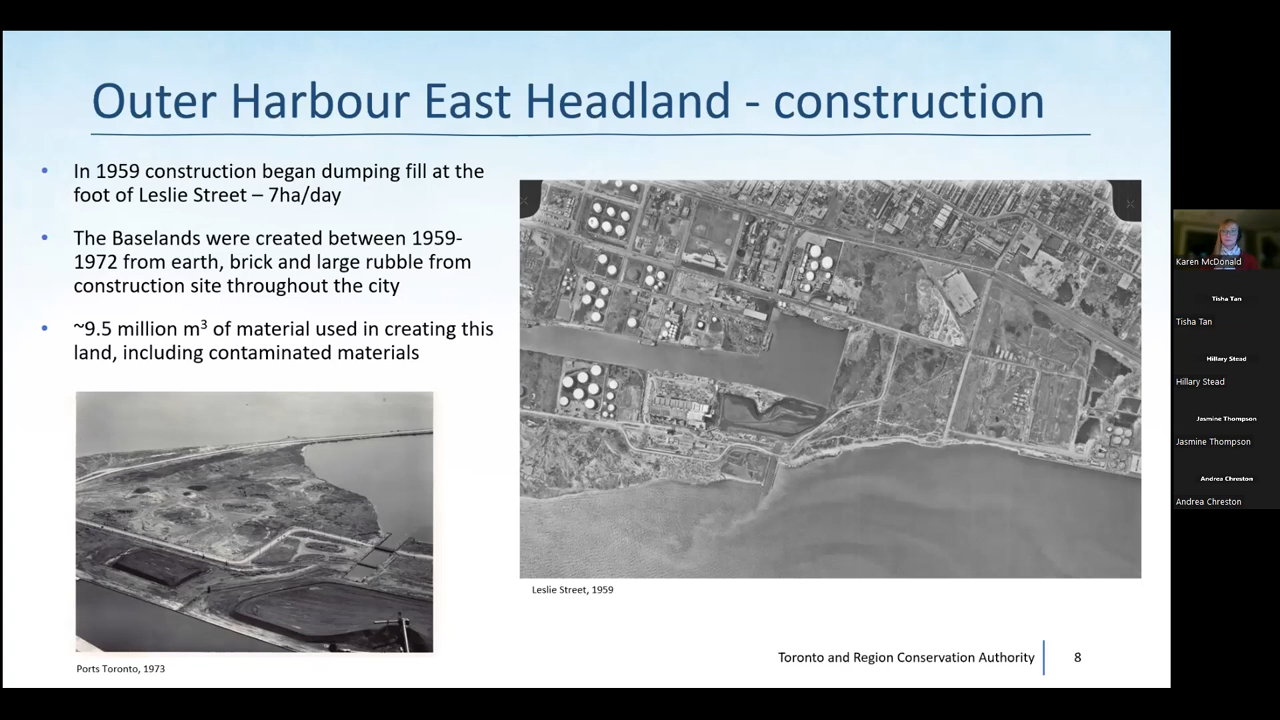 Outer Harbour East Headland - construction
• In 1959 construction began dumping fill at the
foot of Leslie Street – 7ha/day
• The Baselands were created between 1959-
1972 from earth, brick and large rubble from
construction site throughout the city
• ~9.5 million m³ of material used in creating this
land, including contaminated materials
Leslie Street, 1959
Ports Toronto, 1973
Toronto and Region Conservation Authority
8
Karen McDonald
Tisha Tan
Tisha Tan
Hillary Stead
Hillary Stead
Jasmine Thompson
Jasmine Thompson
Andrea Chreston
Andrea Chreston